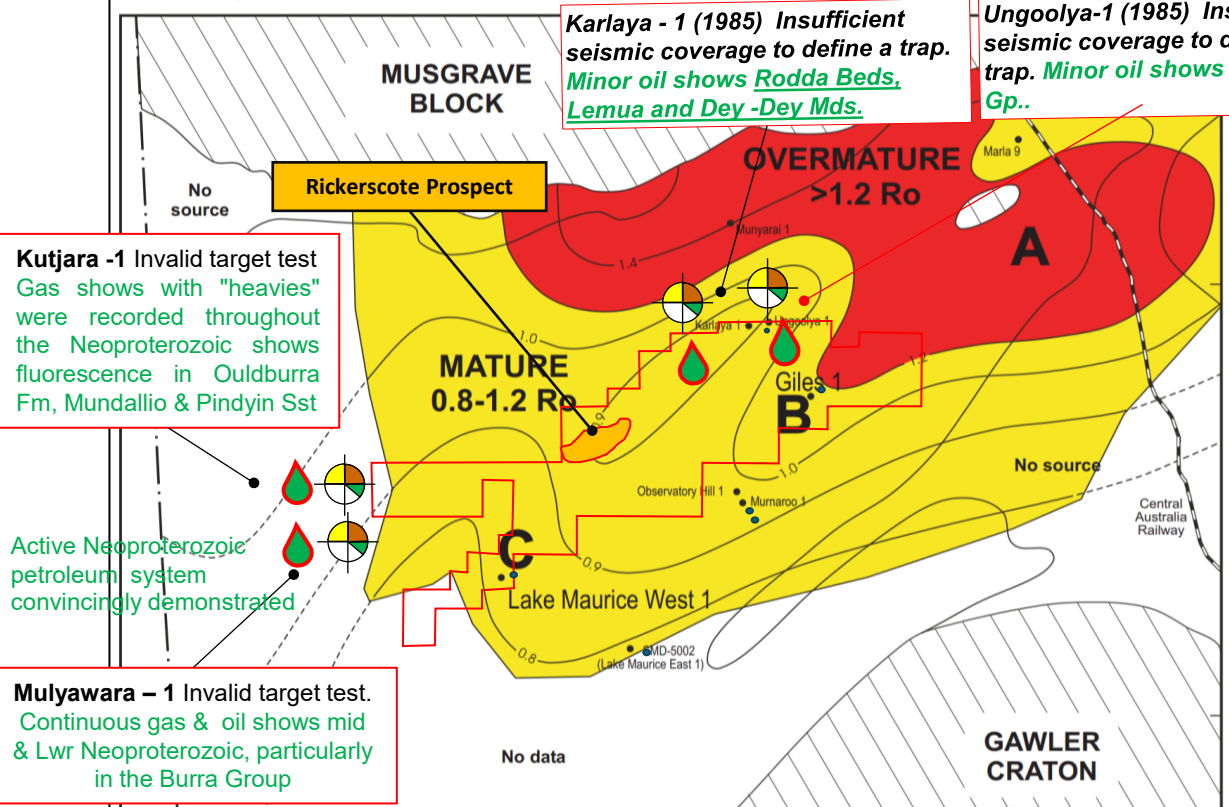 Karlaya - 1 (1985) Insufficient
seismic coverage to define a trap.
Minor oil shows Rodda Beds,
Lemua and Dey -Dey Mds.
Ungoolya-1 (1985)
seismic coverage to
trap. Minor oil shows
Gp..
MUSGRAVE
BLOCK
OVERMATURE
>1.2 Ro
Marla 9
Rickerscote Prospect
No
source
Munyarai 1
A
1.4
Kutjara -1 Invalid target test
Gas shows with "heavies"
were recorded throughout
the Neoproterozoic shows
fluorescence in Ouldburra
Fm, Mundallio & Pindyin Sst
1.0
Karlaya 1
Ungoolya 1
MATURE
0.8-1.2 Ro
1.2
Giles 1
B
0.9
1.0
No source
Observatory Hill 1
Murnaroo 1
Central
Australia
Railway
Active Neoproterozoic
petroleum system
convincingly demonstrated
C
0.9
Lake Maurice West 1
0.8
SMD-5002
(Lake Maurice East 1)
Mulyawara – 1 Invalid target test.
Continuous gas & oil shows mid
& Lwr Neoproterozoic, particularly
in the Burra Group
No data
GAWLER
CRATON